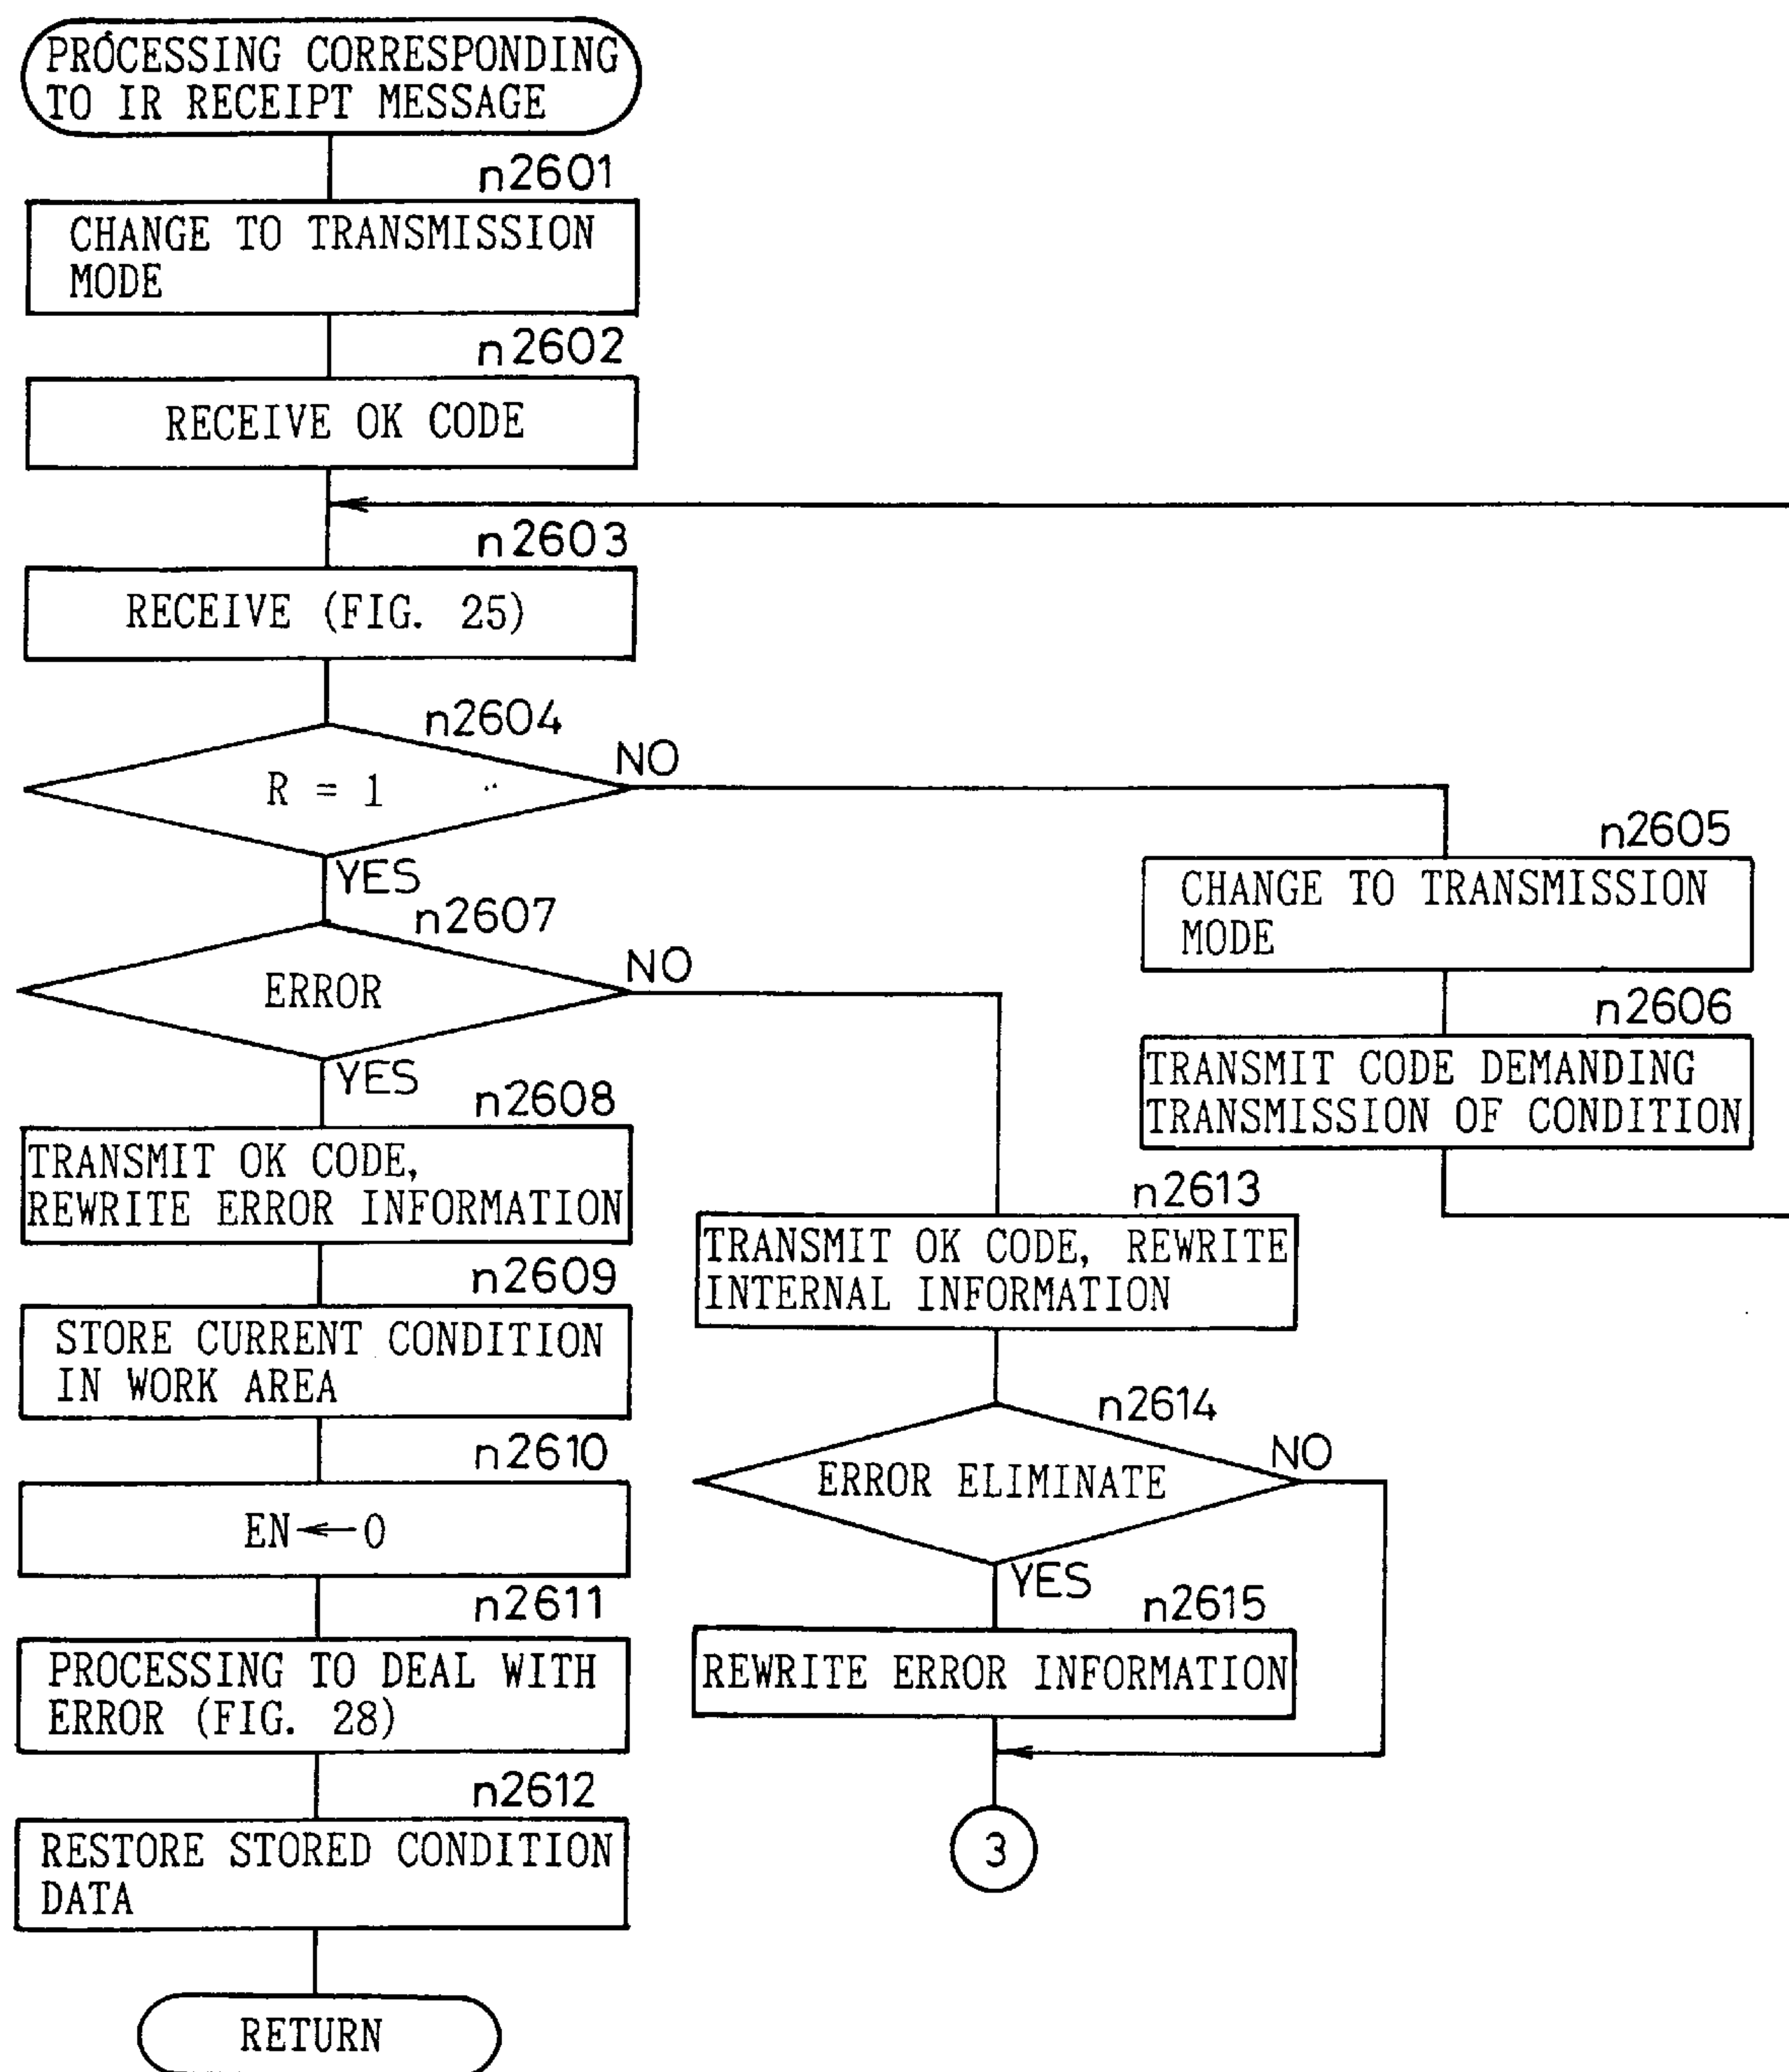 PROCESSING CORRESPONDING
TO IR RECEIPT MESSAGE
n2601
CHANGE TO TRANSMISSION
MODE
n2602
RECEIVE OK CODE
n2603
RECEIVE (FIG. 25)
n2604
R = 1
NO
YES
n2605
CHANGE TO TRANSMISSION
MODE
n2606
TRANSMIT CODE DEMANDING
TRANSMISSION OF CONDITION
n2607
ERROR
NO
YES
n2608
TRANSMIT OK CODE,
REWRITE ERROR INFORMATION
n2609
STORE CURRENT CONDITION
IN WORK AREA
n2610
EN←0
n2611
PROCESSING TO DEAL WITH
ERROR (FIG. 28)
n2612
RESTORE STORED CONDITION
DATA
RETURN
n2613
TRANSMIT OK CODE, REWRITE
INTERNAL INFORMATION
n2614
ERROR ELIMINATE
NO
YES
n2615
REWRITE ERROR INFORMATION
3